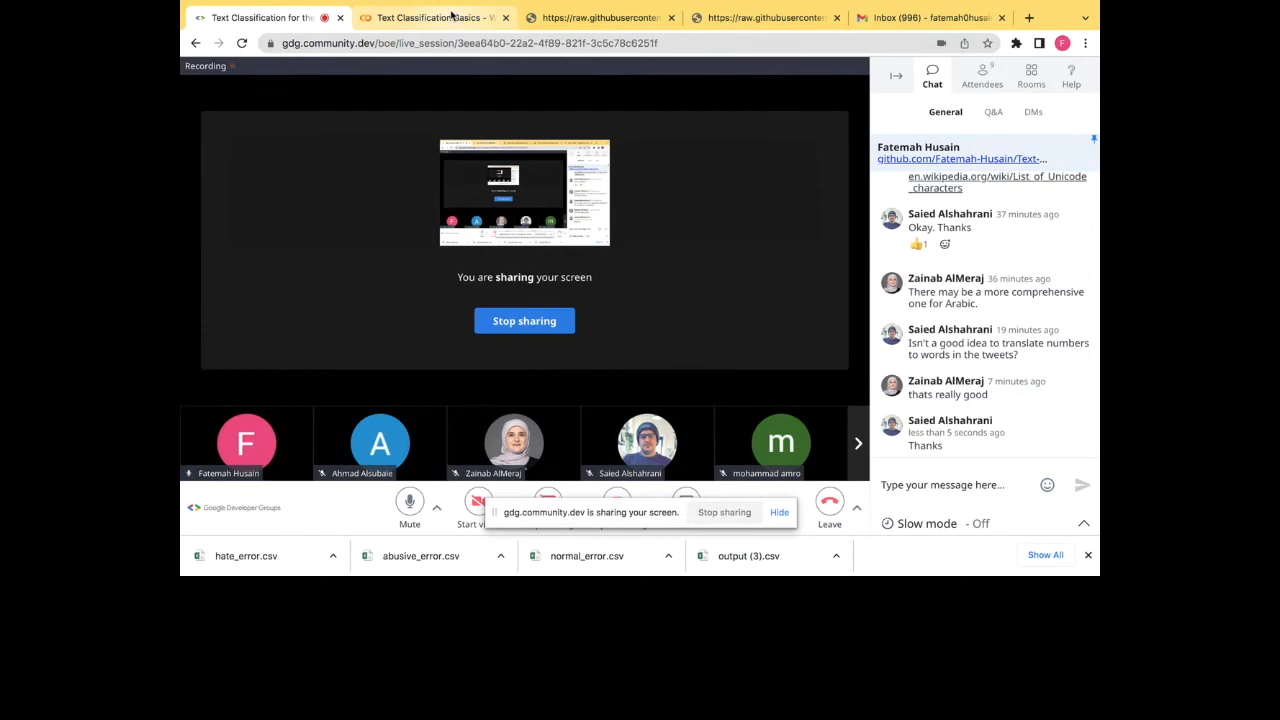 Text Classification for the
Text Classification Basics - W
https://raw.githubuserconten
https://raw.githubuserconten
Inbox (996) - fatemah0husain
gdg.community.dev/boe/live_session/3eea64b0-22a2-4f89-821f-3c5c78c6251f
F
Recording
Chat
9
Attendees
Rooms
Help
General
Q&A
DMs
Fatemah Husain
github.com/Fatemah-Husain/Text-...
en.wikipedia.org/wiki/List_of_Unicode
_characters
Saied Alshahrani 37 minutes ago
Okay. Thanks
1
Zainab AlMeraj 36 minutes ago
There may be a more comprehensive
one for Arabic.
Saied Alshahrani 19 minutes ago
Isn't a good idea to translate numbers
to words in the tweets?
Zainab AlMeraj 7 minutes ago
thats really good
Saied Alshahrani
less than 5 seconds ago
Thanks
Type your message here...
Slow mode - Off
You are sharing your screen
Stop sharing
F
A
m
Fatemah Husain
Ahmad Alsubaie
Zainab AlMeraj
Saied Alshahrani
mohammad amro
Google Developer Groups
Mute
Start vi
gdg.community.dev is sharing your screen.
Stop sharing
Hide
Leave
hate_error.csv
abusive_error.csv
normal_error.csv
output (3).csv
Show All